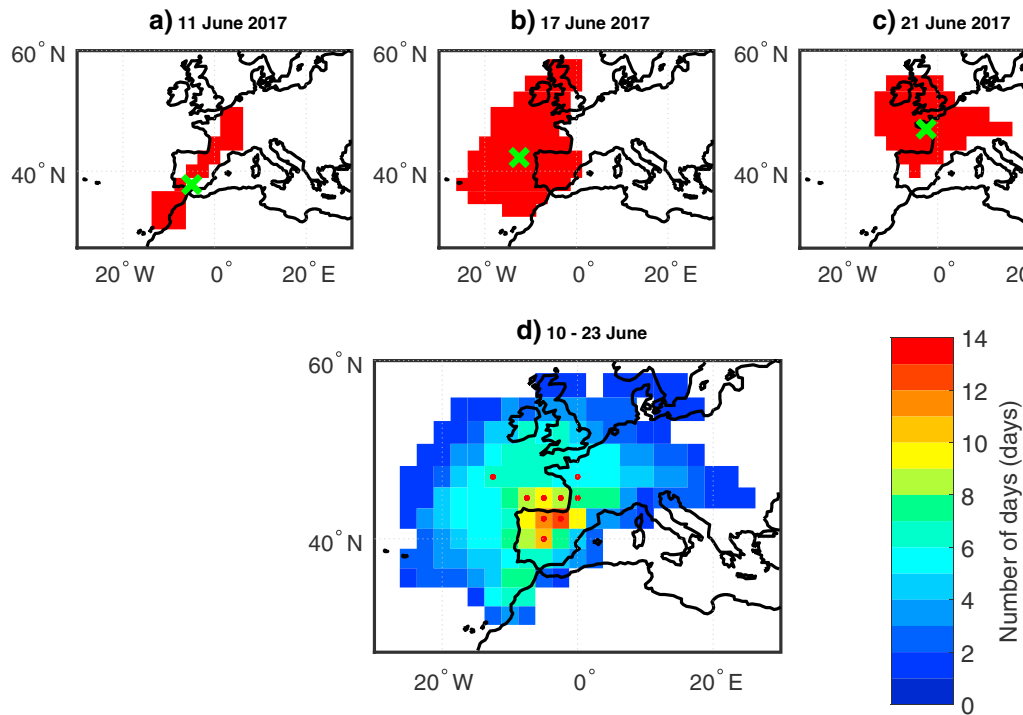 a) 11 June 2017
b) 17 June 2017
c) 21 June 2017
60° N
40° N
20° W
0°
20° E
60° N
40° N
20° W
0°
20° E
60° N
40° N
20° W
0°
20
d) 10 - 23 June
60° N
40° N
20° W
0°
20° E
14
12
10
8
6
4
2
0
Number of days (days)